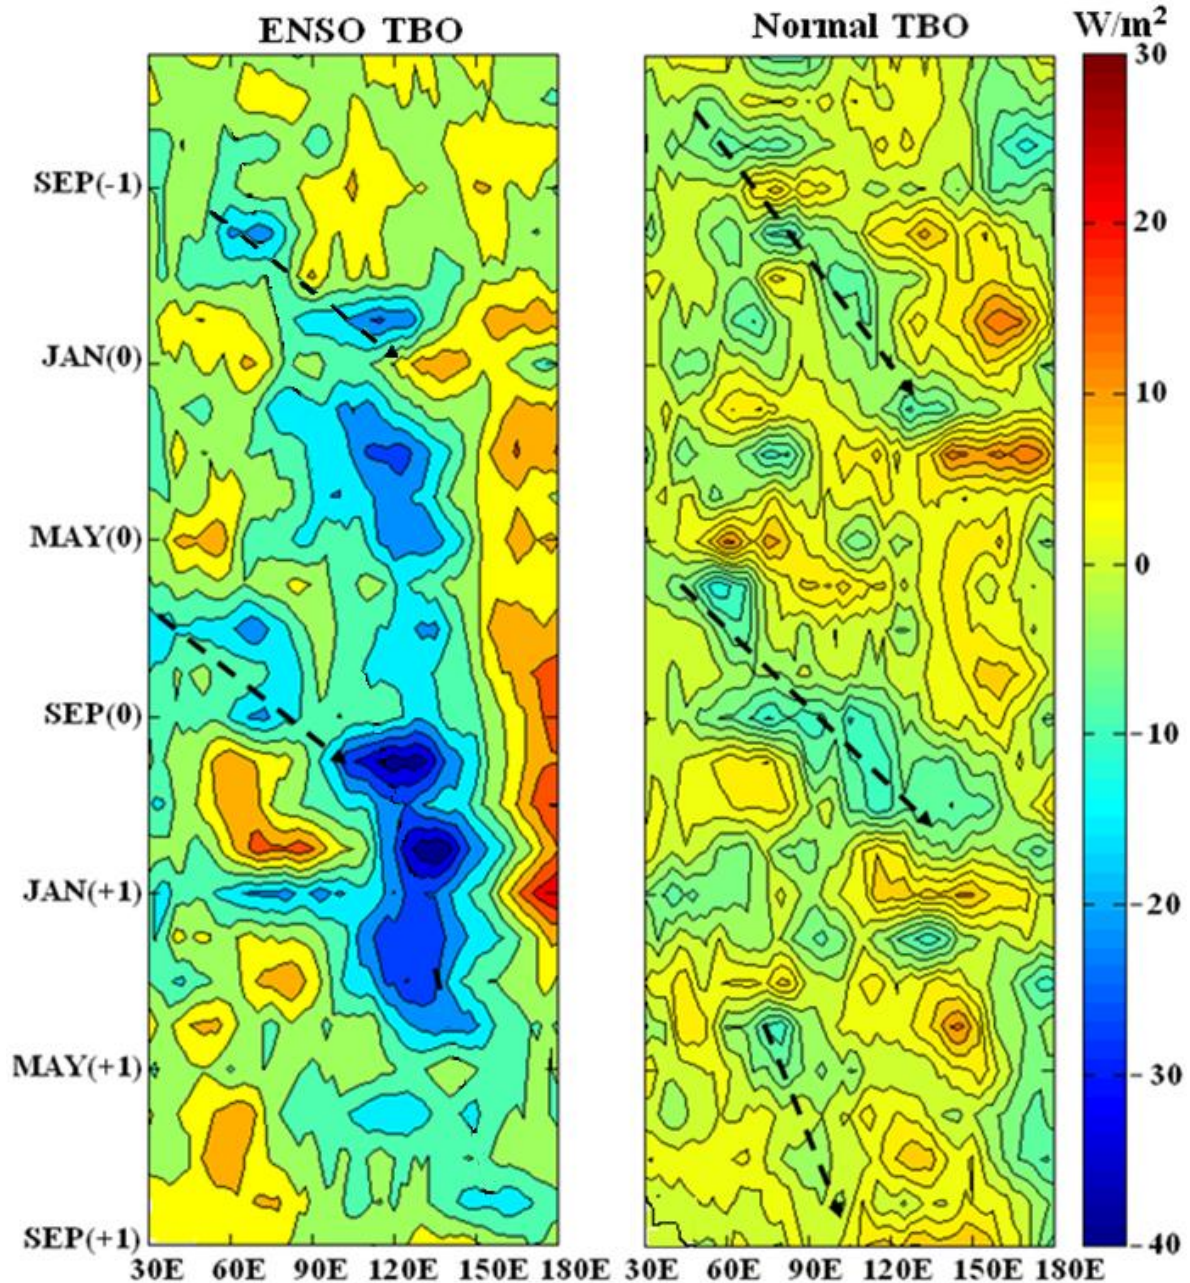 ENSO TBO
Normal TBO
W/m²
30
20
10
0
-10
-20
-30
-40
SEP(-1)
JAN(0)
MAY(0)
SEP(0)
JAN(+1)
MAY(+1)
SEP(+1)
30E 60E 90E 120E 150E 180E
30E 60E 90E 120E 150E 180E